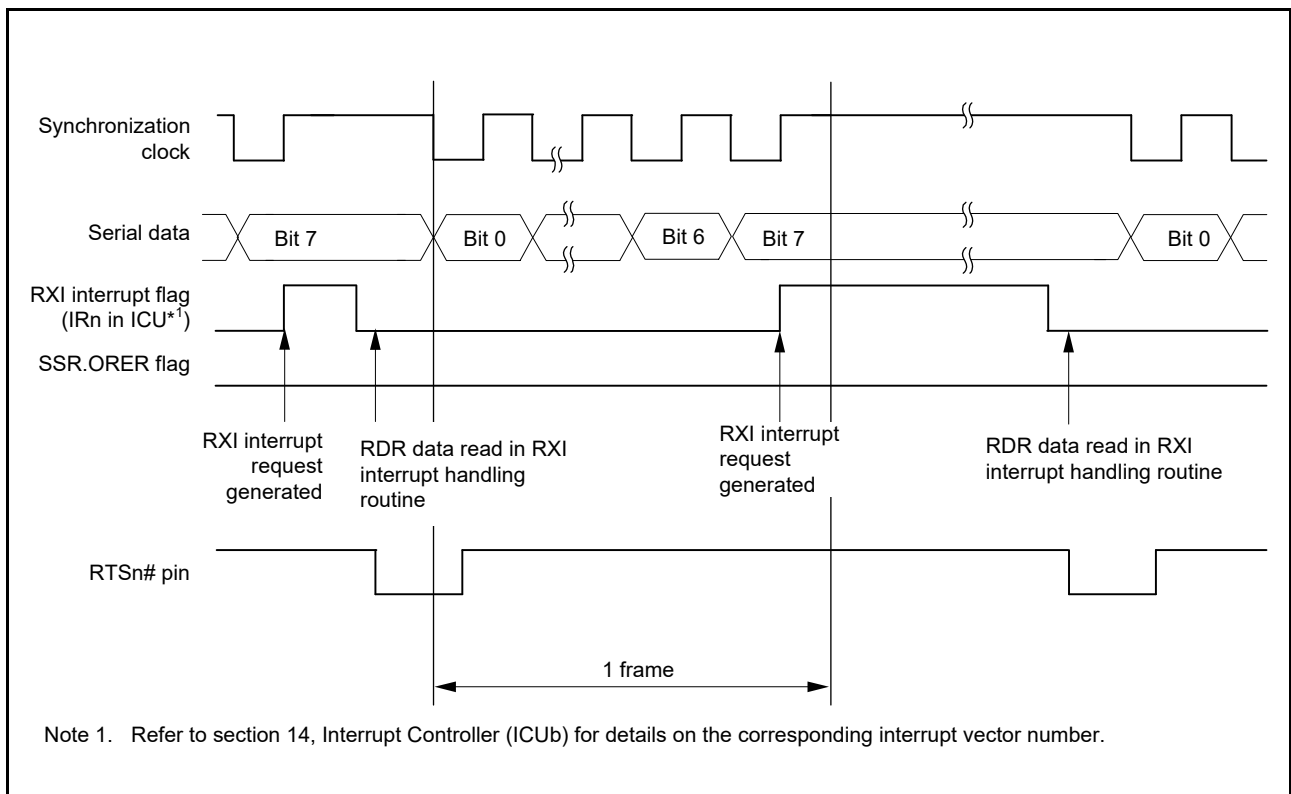 Synchronization
clock
Serial data
Bit 7
Bit 0
Bit 6
Bit 7
Bit 0
RXI interrupt flag
(IRn in ICU*1)
SSR.ORER flag
RXI interrupt
request
generated
RDR data read in RXI
interrupt handling
routine
RXI interrupt
request
generated
RDR data read in RXI
interrupt handling routine
RTSn# pin
1 frame
Note 1. Refer to section 14, Interrupt Controller (ICUb) for details on the corresponding interrupt vector number.